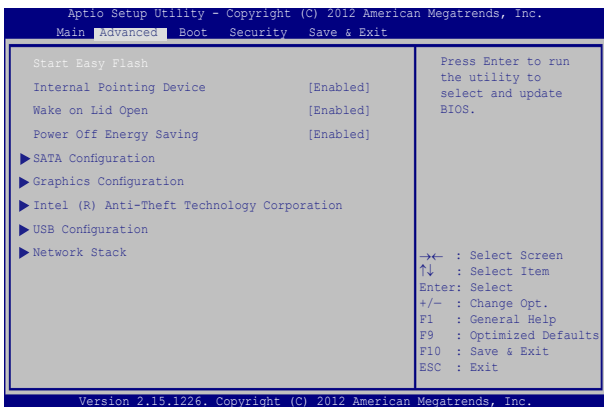 Aptio Setup Utility - Copyright (C) 2012 American Megatrends, Inc.
Main Advanced Boot Security Save & Exit
Start Easy Flash
Internal Pointing Device [Enabled]
Wake on Lid Open [Enabled]
Power Off Energy Saving [Enabled]
SATA Configuration
Graphics Configuration
Intel (R) Anti-Theft Technology Corporation
USB Configuration
Network Stack
Press Enter to run
the utility to
select and update
BIOS.
→← : Select Screen
↑↓ : Select Item
Enter: Select
+/— : Change Opt.
F1 : General Help
F9 : Optimized Defaults
F10 : Save & Exit
ESC : Exit
Version 2.15.1226. Copyright (C) 2012 American Megatrends, Inc.